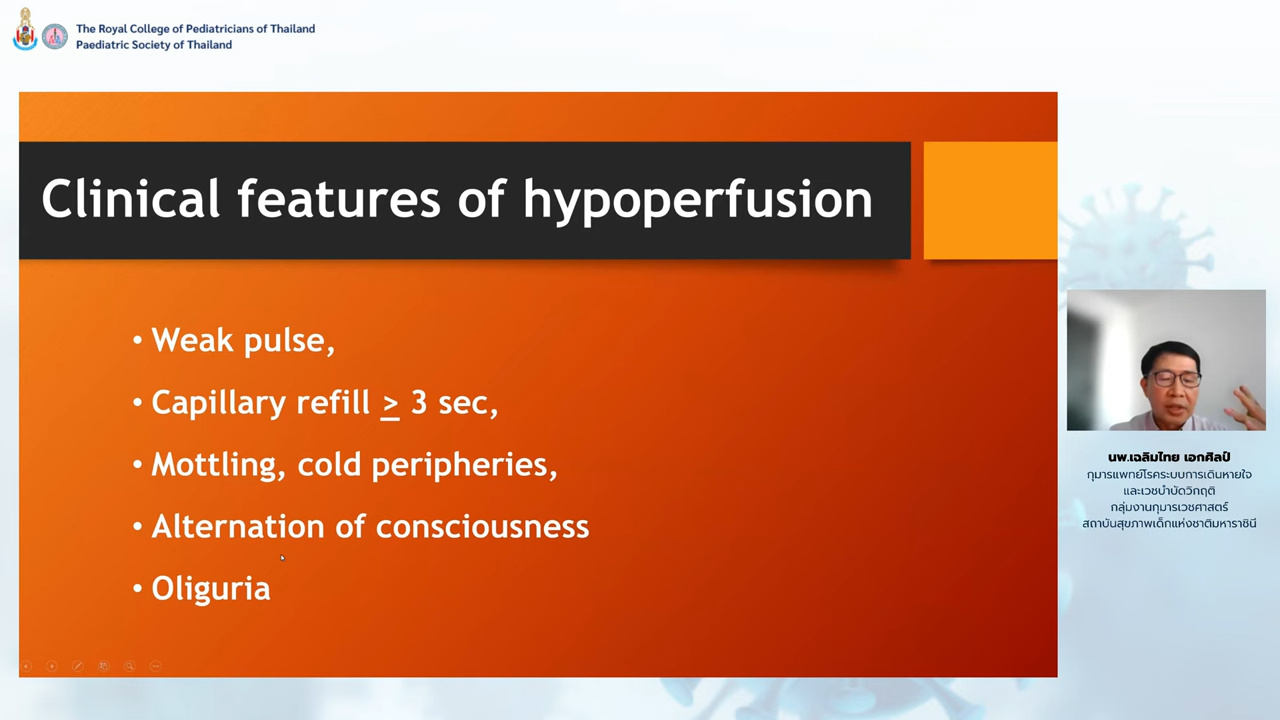 The Royal College of Pediatricians of Thailand
Paediatric Society of Thailand
Clinical features of hypoperfusion
• Weak pulse,
• Capillary refill ≥ 3 sec,
• Mottling, cold peripheries,
• Alternation of consciousness
• Oliguria
นพ.เฉลิมไทย เอกศิลป์
กุมารแพทย์โรคระบบการเดินหายใจ
และเวชบำบัดวิกฤติ
กลุ่มงานกุมารเวชศาสตร์
สถาบันสุขภาพเด็กแห่งชาติมหาราชินี